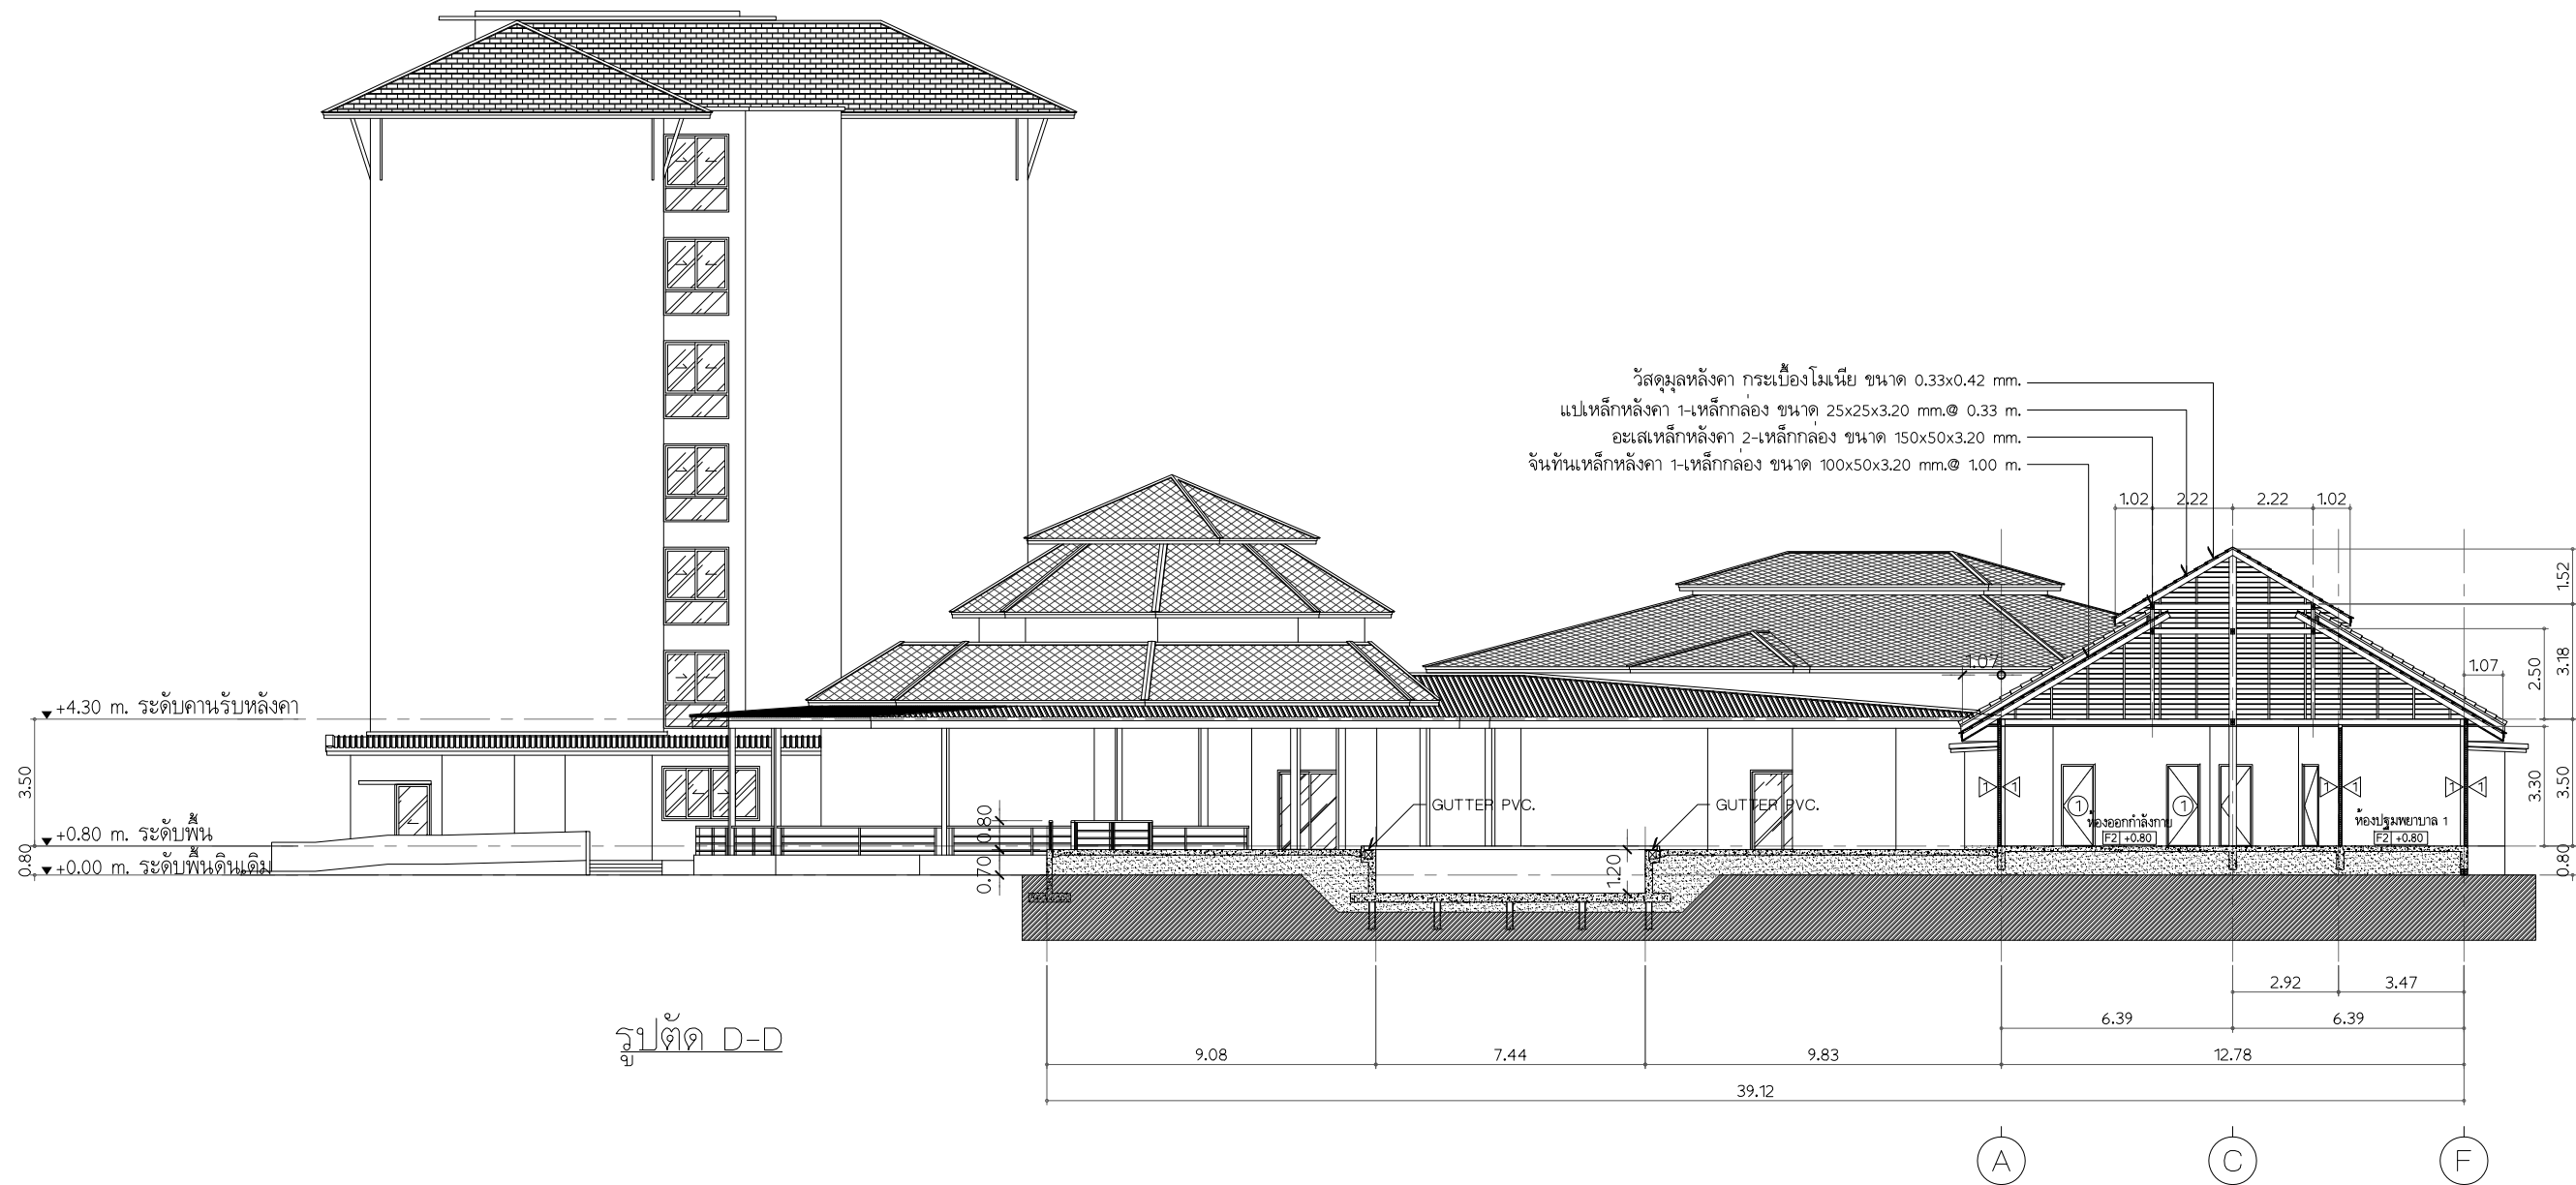 วัสดุมุลหลังคา กระเบื้องโมเนีย ขนาด 0.33x0.42 mm.
แปเหล็กหลังคา 1-เหล็กกล่อง ขนาด 25x25x3.20 mm.@ 0.33 m.
อะเสเหล็กหลังคา 2-เหล็กกล่อง ขนาด 150x50x3.20 mm.
จันทันเหล็กหลังคา 1-เหล็กกล่อง ขนาด 100x50x3.20 mm.@ 1.00 m.
1.02 2.22 2.22 1.02
1.52
3.18
2.50
1.07
1.07
+4.30 m. ระดับคานรับหลังคา
3.50
+0.80 m. ระดับพื้น
0.80
+0.00 m. ระดับพื้นดินเดิม
0.80
0.70
GUTTER PVC.
GUTTER PVC.
1.20
1 1 1 1 1 1
1 1
ห้องออกกำลังกาย
F2 +0.80
ห้องปฐมพยาบาล 1
F2 +0.80
3.30
3.50
0.80
2.92 3.47
6.39 6.39
9.08 7.44 9.83 12.78
39.12
รูปตัด D-D
A C F